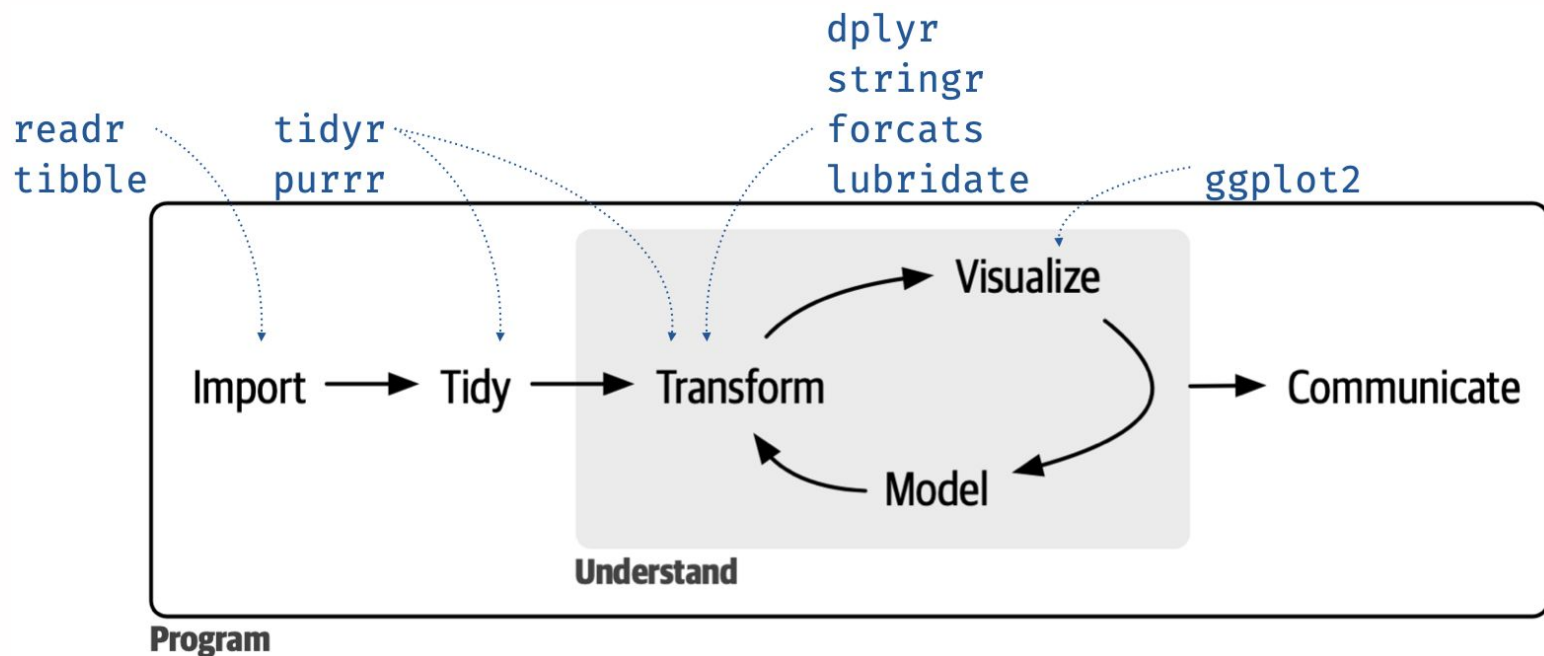 dplyr
stringr
readr tidyr forcats
tibble purrr lubridate ggplot2
Visualize
Import Tidy Transform Communicate
Model
Understand
Program